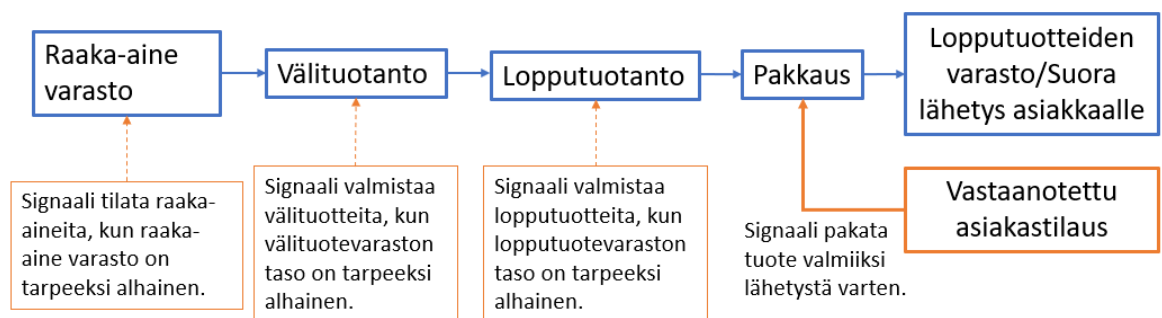 Raaka-aine
varasto
Välituotanto
Lopputuotanto
Pakkaus
Lopputuotteiden
varasto/Suora
lähetys asiakkaalle
Signaali tilata raaka-
aineita, kun raaka-
aine varasto on
tarpeeksi alhainen.
Signaali valmistaa
välituotteita, kun
välituotevaraston
taso on tarpeeksi
alhainen.
Signaali valmistaa
lopputuotteita, kun
lopputuotevaraston
taso on tarpeeksi
alhainen.
Signaali pakata
tuote valmiiksi
lähetystä varten.
Vastaanotettu
asiakastilaus